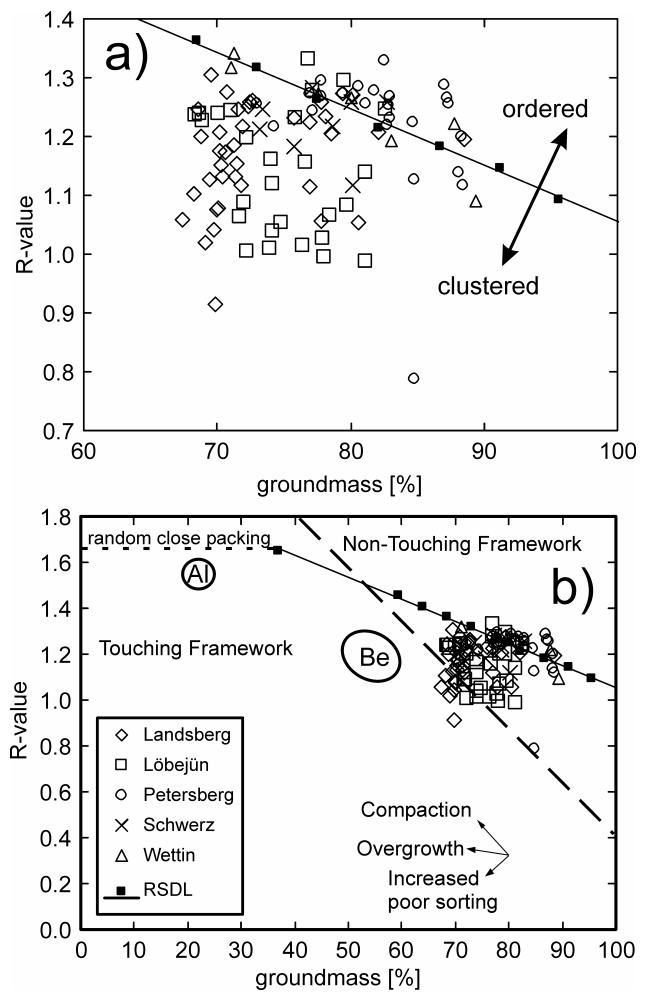 a)
1.4
1.3
1.2
1.1
1.0
0.9
0.8
0.7
R-value
ordered
clustered
60 70 80 90 100
groundmass [%]
b)
1.8
1.6
1.4
1.2
1.0
0.8
0.6
0.4
0.2
0.0
R-value
random close packing
Non-Touching Framework
Al
Touching Framework
Be
Landsberg
Löbejün
Petersberg
Schwerz
Wettin
RSDL
Compaction
Overgrowth
Increased
poor sorting
0 10 20 30 40 50 60 70 80 90 100
groundmass [%]